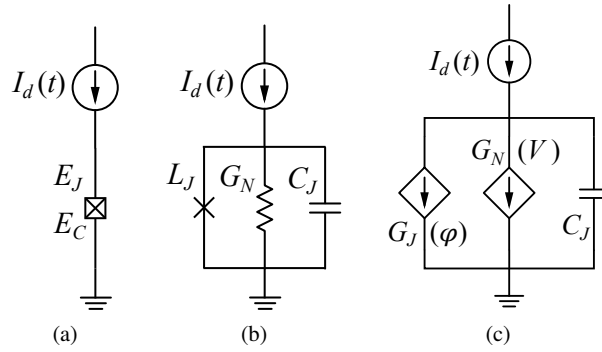 I_d(t)
E_J
E_C
(a)
I_d(t)
L_J G_N C_J
(b)
I_d(t)
G_N (V)
G_J (φ)
C_J
(c)